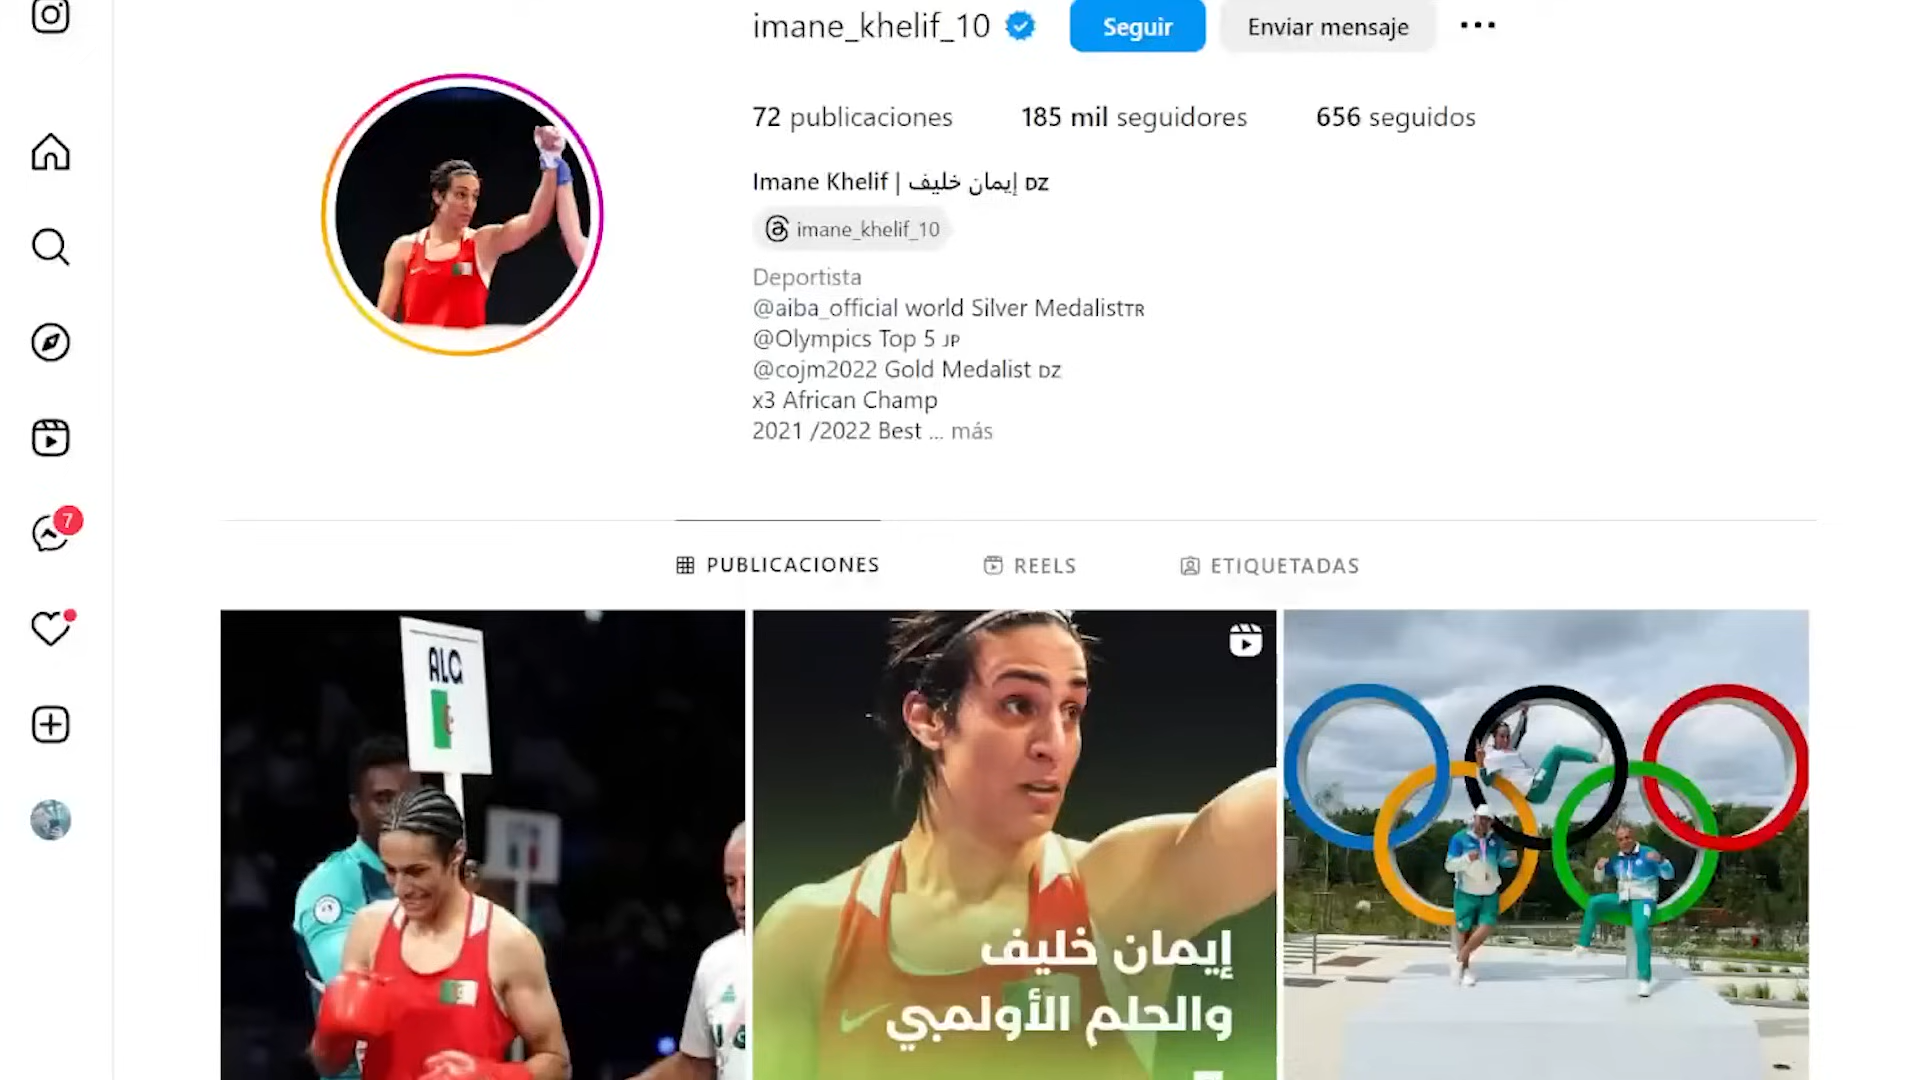 imane_khelif_10
Seguir
Enviar mensaje
72 publicaciones
185 mil seguidores
656 seguidos
Imane Khelif | إيمان خليف DZ
imane_khelif_10
Deportista
@aiba_official world Silver MedalistTR
@Olympics Top 5 JP
@cojm2022 Gold Medalist DZ
x3 African Champ
2021 /2022 Best ... más
7
PUBLICACIONES
REELS
ETIQUETADAS
ALG
إيمان خليف
والحلم الأولمبي